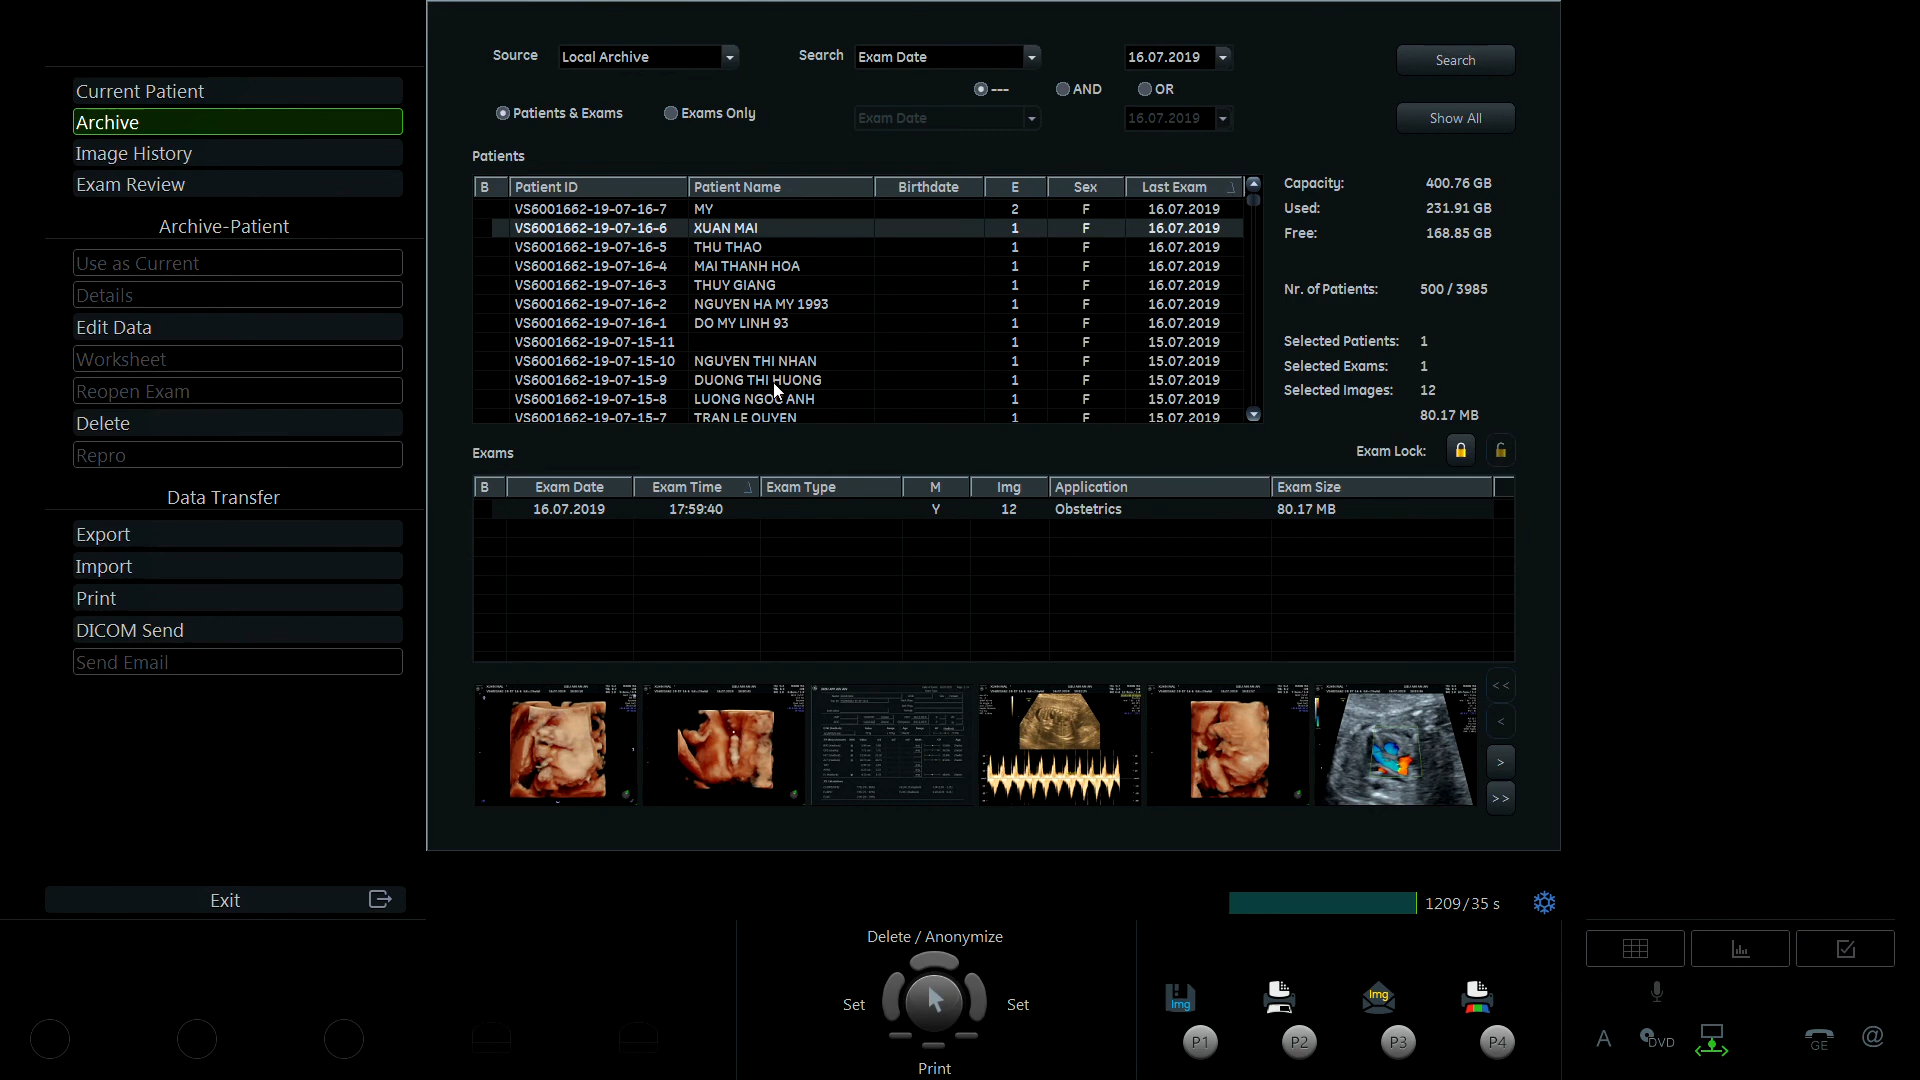 Source Local Archive Search Exam Date 16.07.2019 Search
--- AND OR
Patients & Exams Exams Only Exam Date 16.07.2019 Show All
Current Patient
Archive
Image History
Exam Review
Archive-Patient
Use as Current
Details
Edit Data
Worksheet
Reopen Exam
Delete
Repro
Data Transfer
Export
Import
Print
DICOM Send
Send Email
Exit
Patients
B Patient ID Patient Name Birthdate E Sex Last Exam
VS6001662-19-07-16-7 MY 2 F 16.07.2019
VS6001662-19-07-16-6 XUAN MAI 1 F 16.07.2019
VS6001662-19-07-16-5 THU THAO 1 F 16.07.2019
VS6001662-19-07-16-4 MAI THANH HOA 1 F 16.07.2019
VS6001662-19-07-16-3 THUY GIANG 1 F 16.07.2019
VS6001662-19-07-16-2 NGUYEN HA MY 1993 1 F 16.07.2019
VS6001662-19-07-16-1 DO MY LINH 93 1 F 16.07.2019
VS6001662-19-07-15-11 1 F 15.07.2019
VS6001662-19-07-15-10 NGUYEN THI NHAN 1 F 15.07.2019
VS6001662-19-07-15-9 DUONG THI HUONG 1 F 15.07.2019
VS6001662-19-07-15-8 LUONG NGOC ANH 1 F 15.07.2019
VS6001662-19-07-15-7 TRAN LE QUYEN 1 F 15.07.2019
Capacity: 400.76 GB
Used: 231.91 GB
Free: 168.85 GB
Nr. of Patients: 500 / 3985
Selected Patients: 1
Selected Exams: 1
Selected Images: 12
80.17 MB
Exams Exam Lock:
B Exam Date Exam Time Exam Type M Img Application Exam Size
16.07.2019 17:59:40 Y 12 Obstetrics 80.17 MB
<<
<
>
>>
1209/35 s
Delete / Anonymize
Set Set
Print
Img Img
P1 P2 P3 P4
A DVD GE @